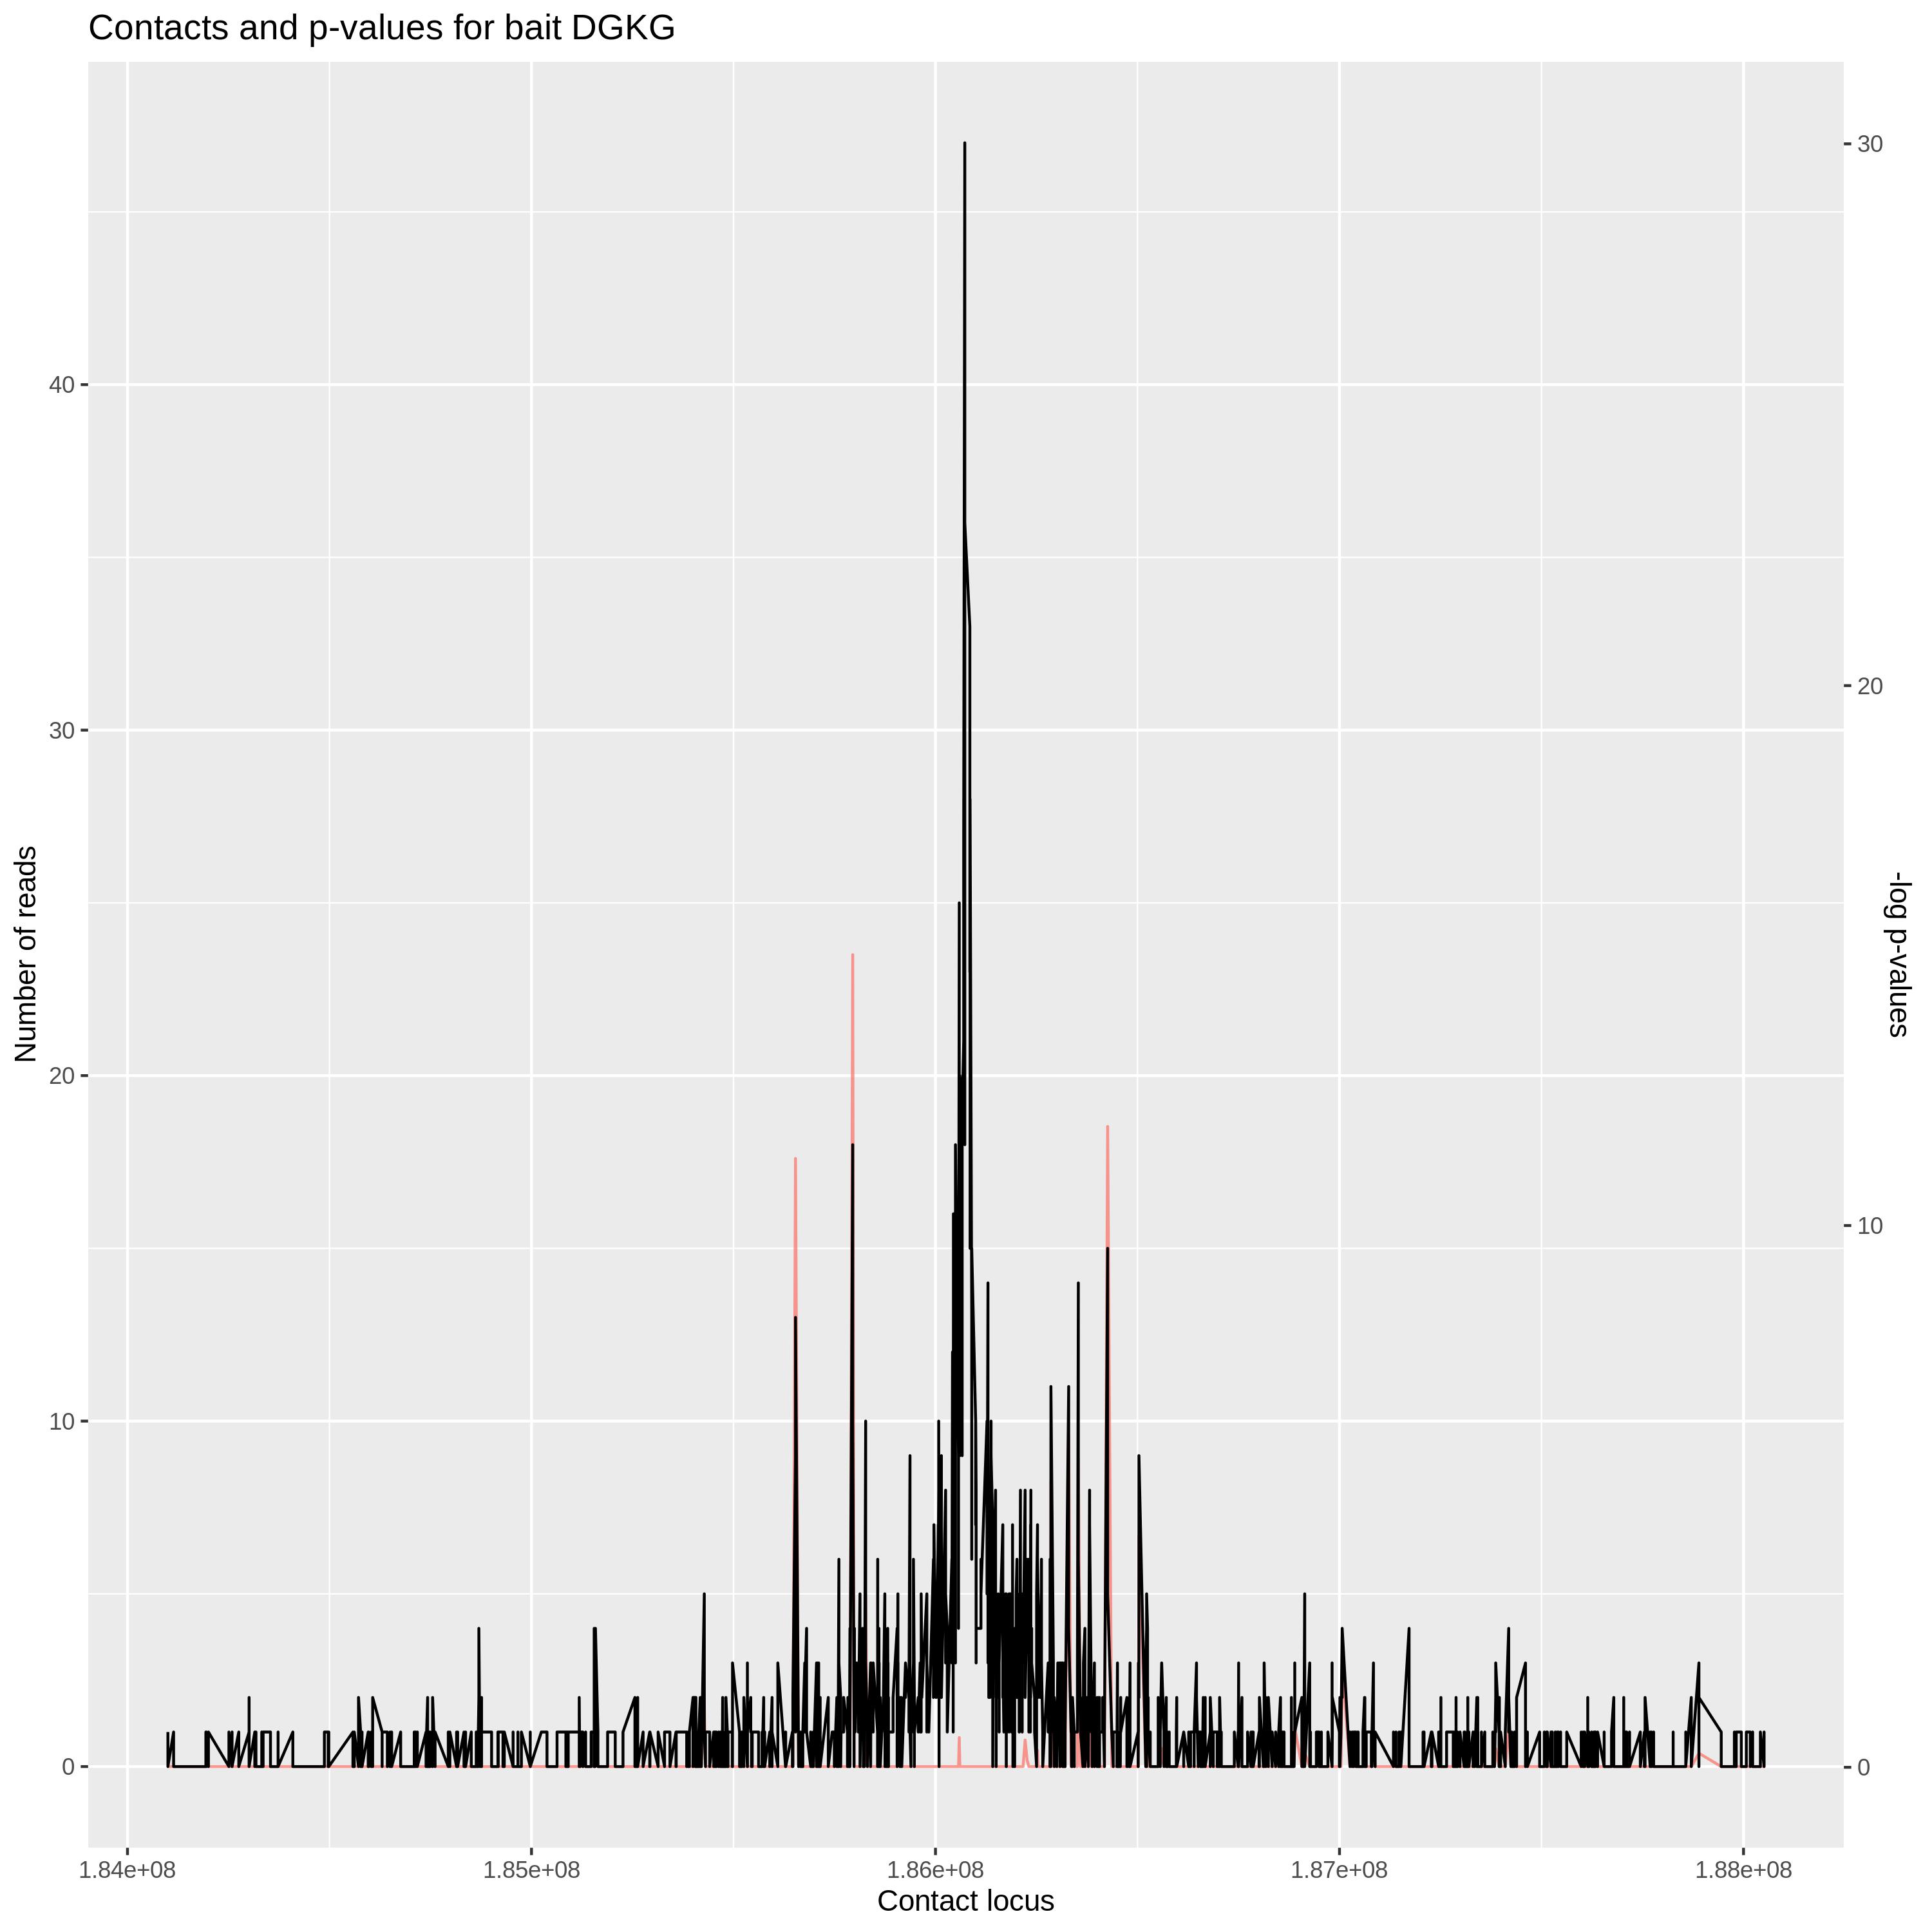 Contacts and p-values for bait DGKG
Number of reads
40
30
20
10
0
30
20
10
0
-log p-values
1.84e+08
1.85e+08
1.86e+08
1.87e+08
1.88e+08
Contact locus